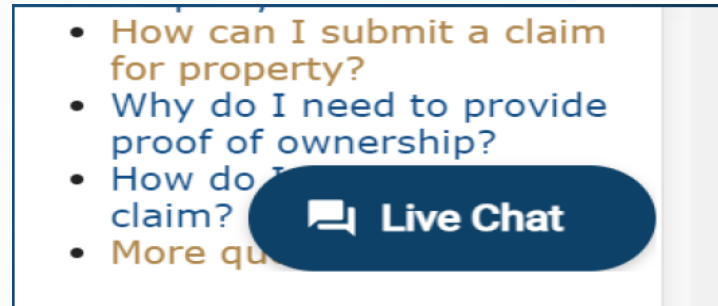 How can I submit a claim
for property?
Why do I need to provide
proof of ownership?
How do
claim?
Live Chat
More